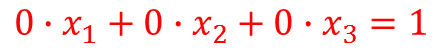 0 · x₁ + 0 · x₂ + 0 · x₃ = 1